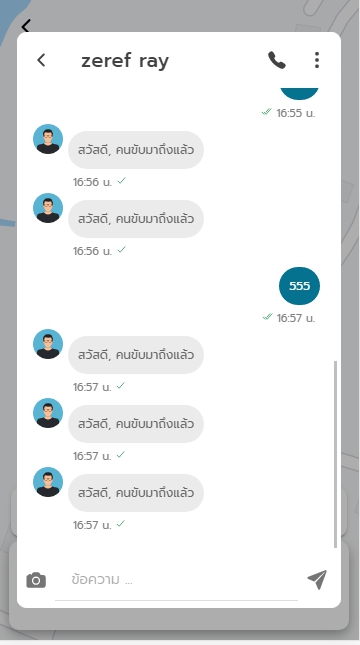 zeref ray
16:55 น.
สวัสดี, คนขับมาถึงแล้ว
16:56 น.
สวัสดี, คนขับมาถึงแล้ว
16:56 น.
555
16:57 น.
สวัสดี, คนขับมาถึงแล้ว
16:57 น.
สวัสดี, คนขับมาถึงแล้ว
16:57 น.
สวัสดี, คนขับมาถึงแล้ว
16:57 น.
ข้อความ ...